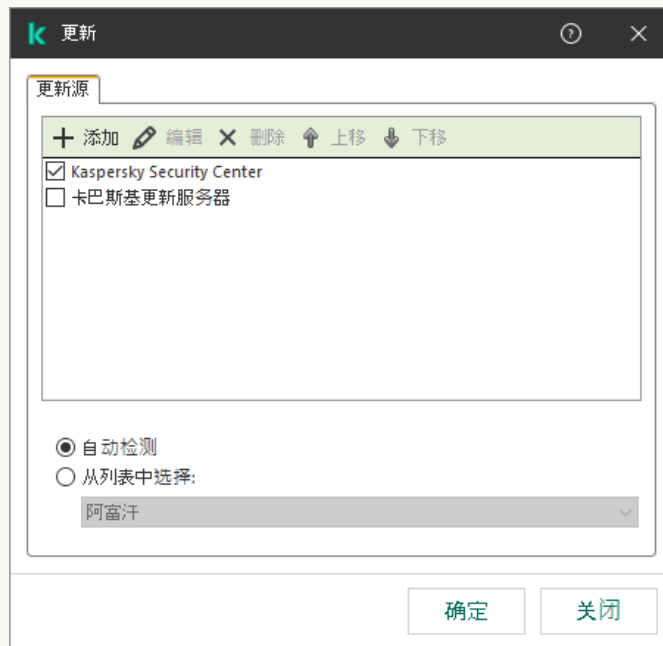 更新
更新源
添加 编辑 删除 上移 下移
Kaspersky Security Center
卡巴斯基更新服务器
自动检测
从列表中选择:
阿富汗
确定 关闭